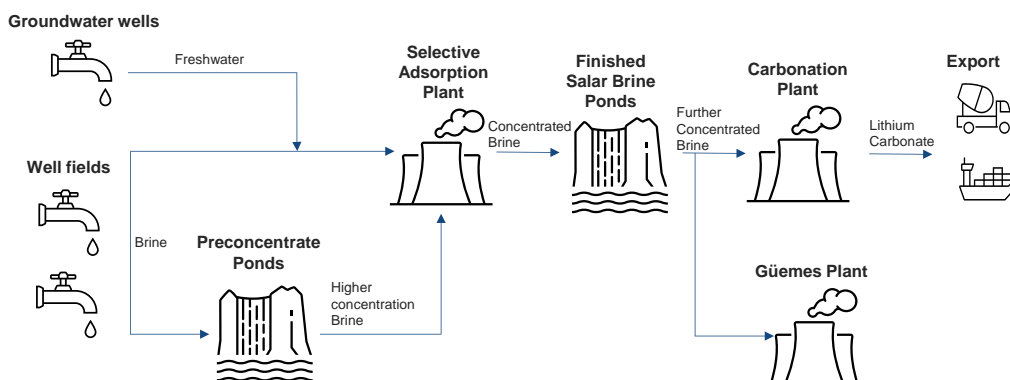 Groundwater wells
Freshwater
Selective
Adsorption
Plant
Finished
Salar Brine
Ponds
Carbonation
Plant
Export
Concentrated
Brine
Further
Concentrated
Brine
Lithium
Carbonate
Well fields
Brine
Preconcentrate
Ponds
Higher
concentration
Brine
Güemes Plant